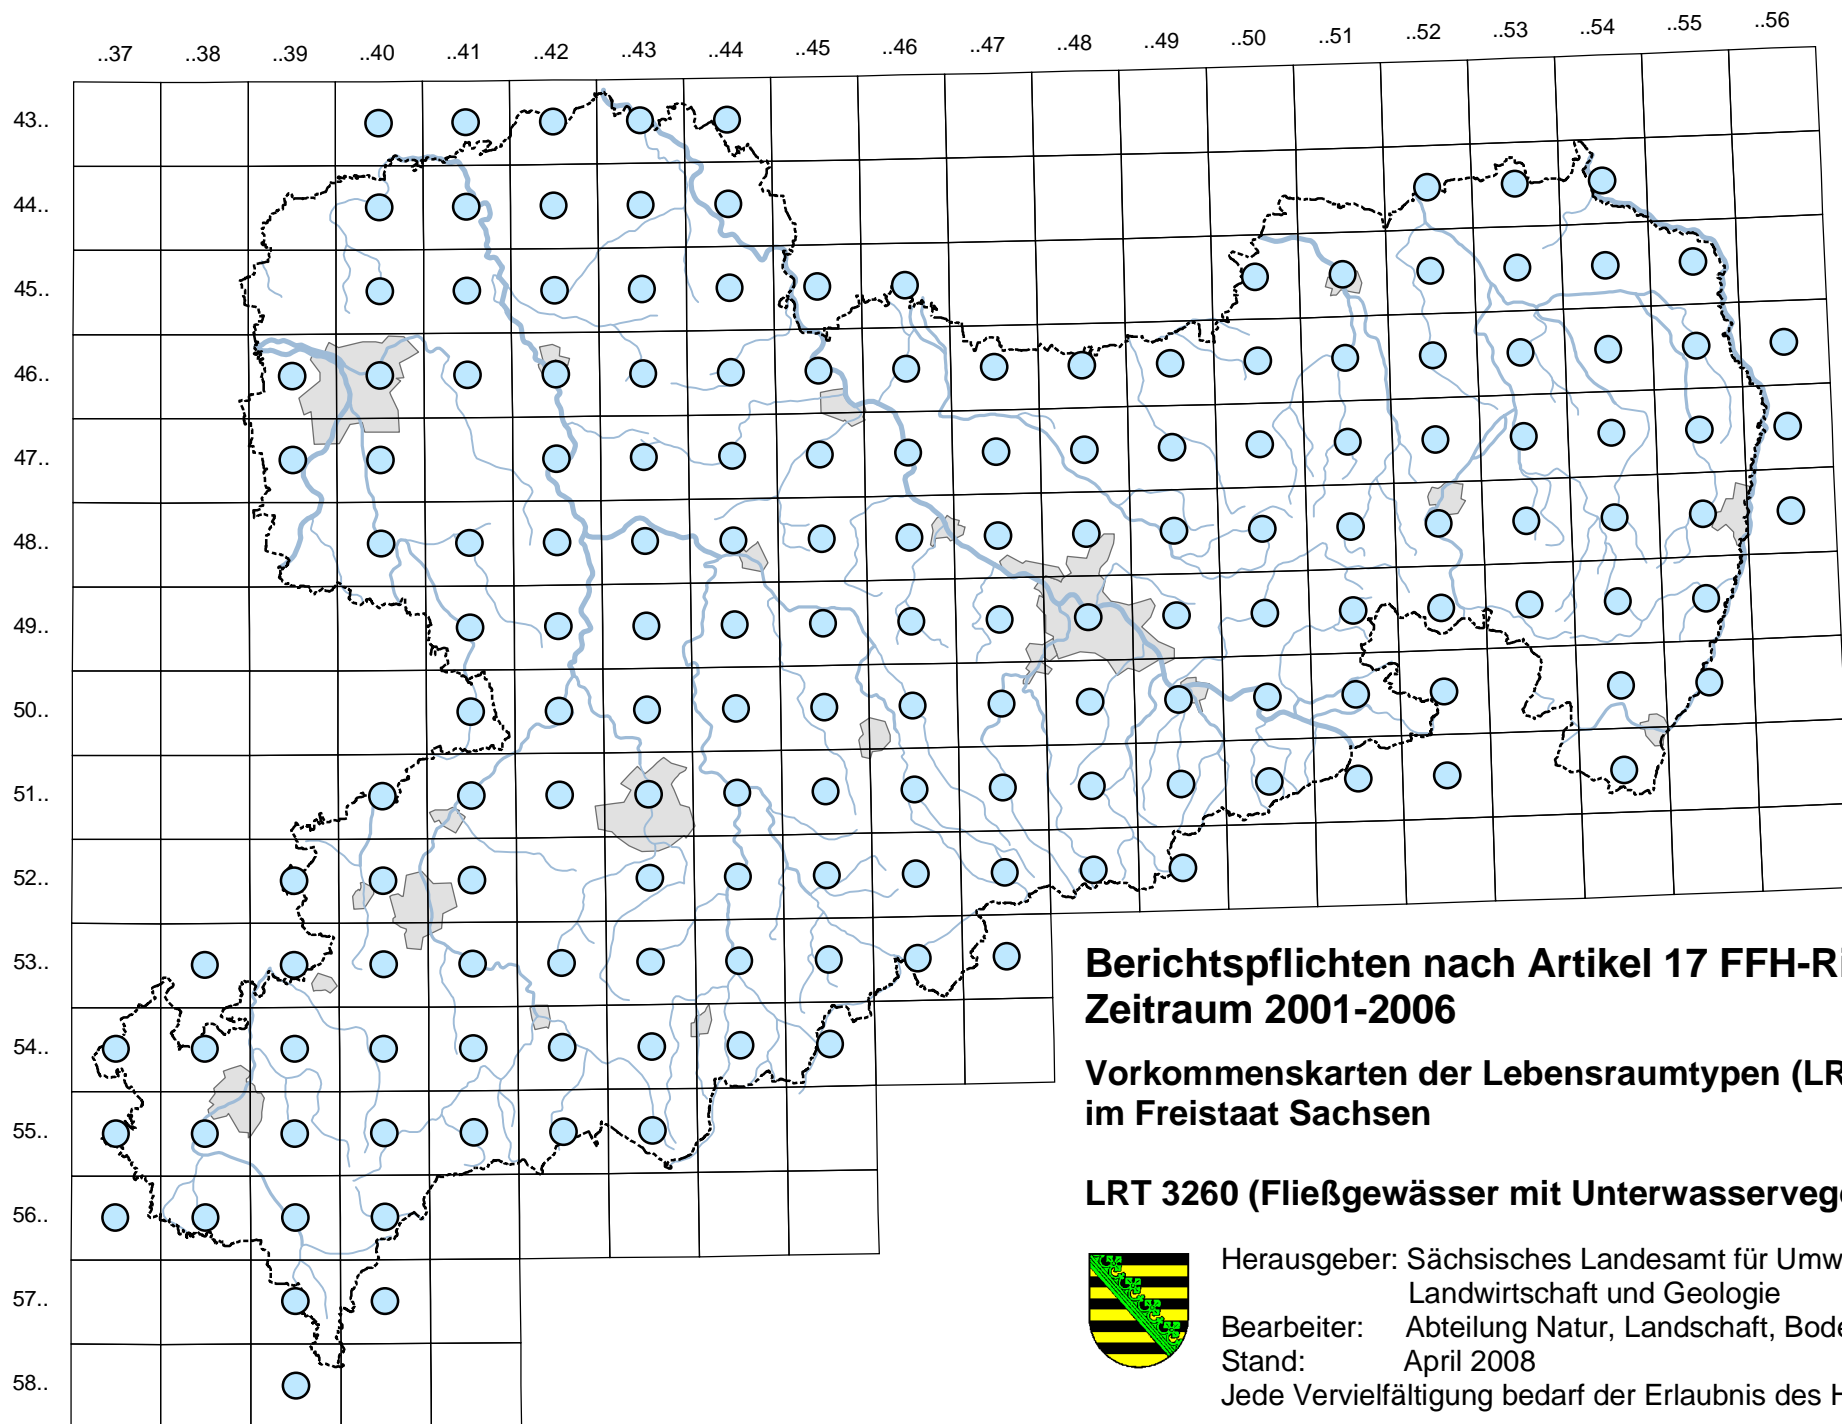 ..37 ..38 ..39 ..40 ..41 ..42 ..43 ..44 ..45 ..46 ..47 ..48 ..49 ..50 ..51 ..52 ..53 ..54 ..55 ..56
43..
44..
45..
46..
47..
48..
49..
50..
51..
52..
53..
54..
55..
56..
57..
58..
Berichtspflichten nach Artikel 17 FFH-Ri
Zeitraum 2001-2006
Vorkommenskarten der Lebensraumtypen (LR
im Freistaat Sachsen
LRT 3260 (Fließgewässer mit Unterwasservege
Herausgeber: Sächsisches Landesamt für Umw
Landwirtschaft und Geologie
Bearbeiter: Abteilung Natur, Landschaft, Bode
Stand: April 2008
Jede Vervielfältigung bedarf der Erlaubnis des H